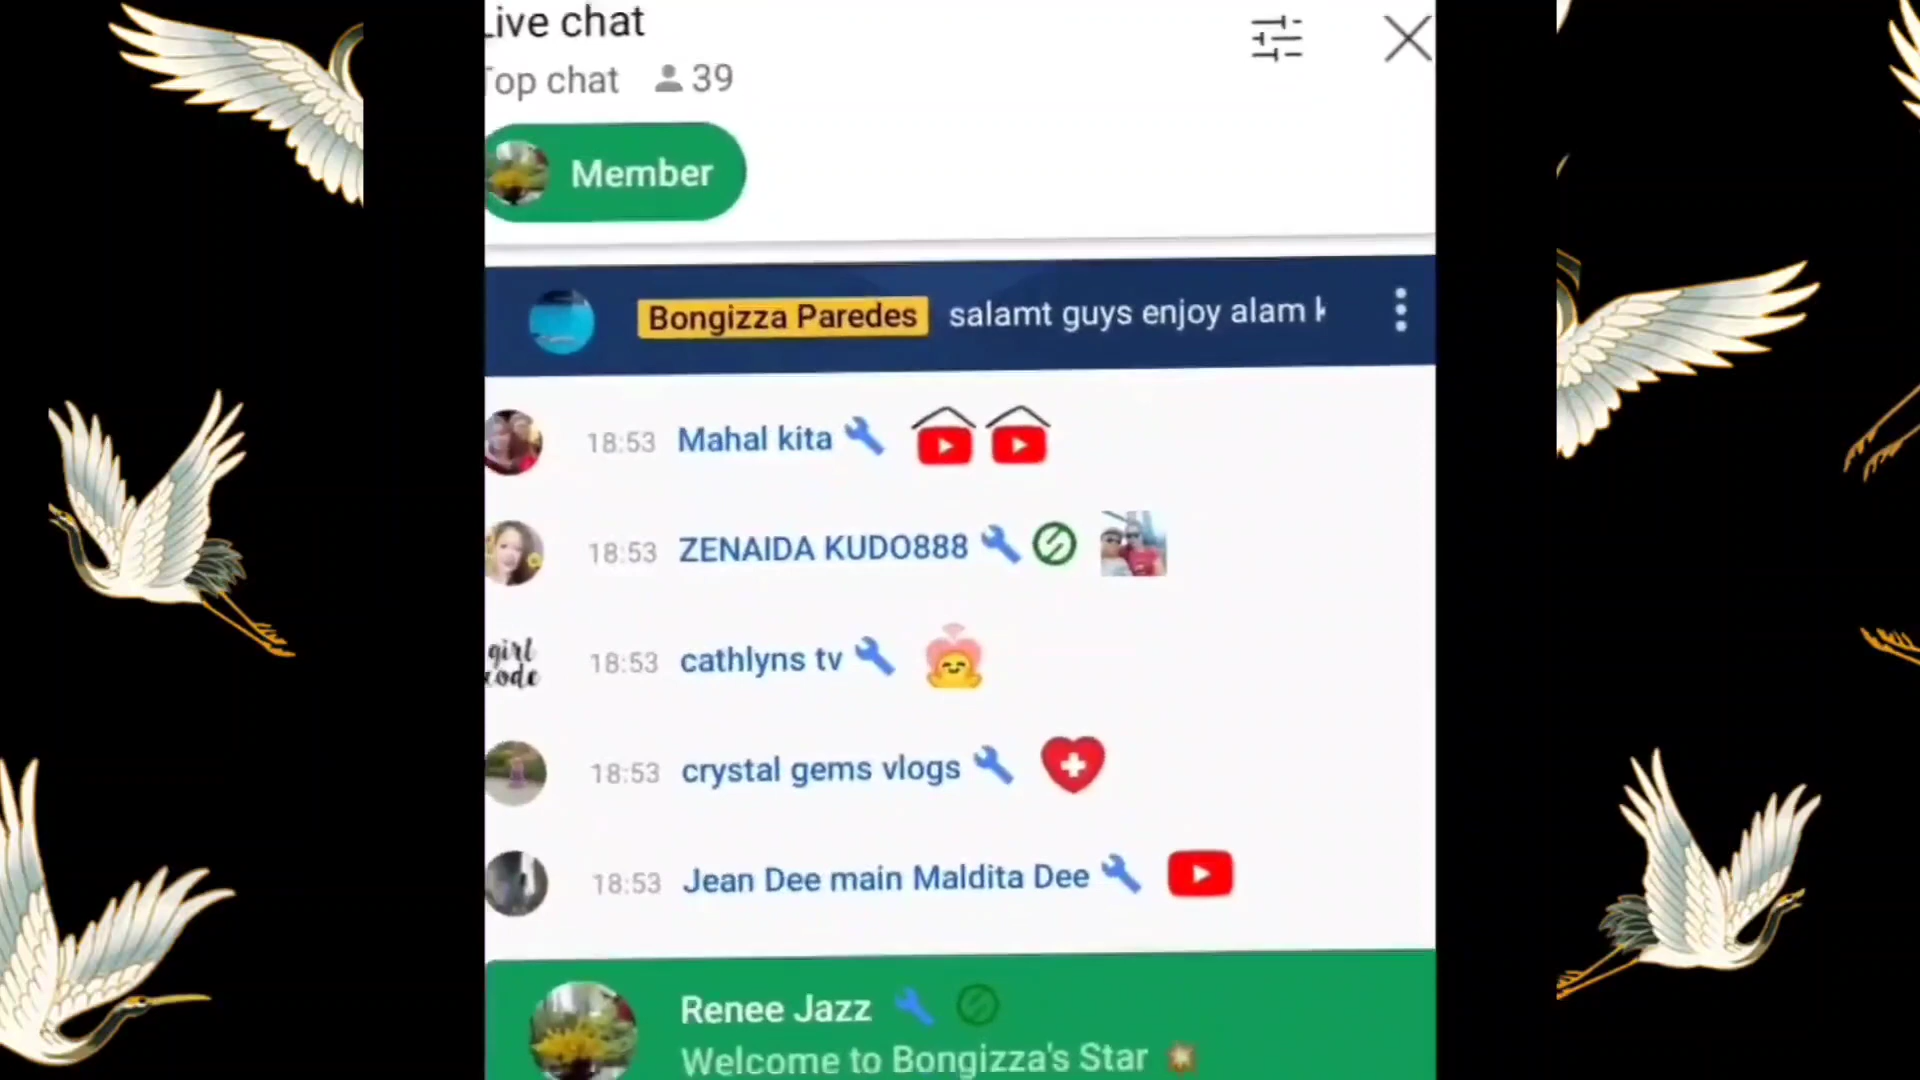 Live chat
Top chat 39
Member
Bongizza Paredes salamt guys enjoy alam
18:53 Mahal kita
18:53 ZENAIDA KUDO888
girl
code
18:53 cathlyns tv
18:53 crystal gems vlogs
18:53 Jean Dee main Maldita Dee
Renee Jazz
Welcome to Bongizza's Star